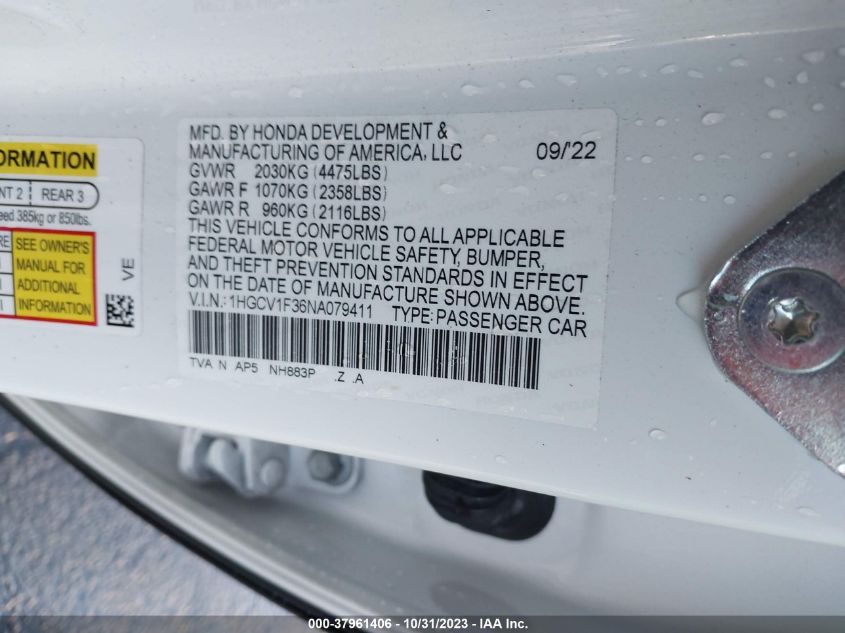 ORMATION
NT 2 REAR 3
eed 385kg or 850lbs.
RE SEE OWNER'S
MANUAL FOR
ADDITIONAL
INFORMATION
VE
MFD. BY HONDA DEVELOPMENT &
MANUFACTURING OF AMERICA, LLC 09/'22
GVWR 2030KG (4475LBS)
GAWR F 1070KG (2358LBS)
GAWR R 960KG (2116LBS)
THIS VEHICLE CONFORMS TO ALL APPLICABLE
FEDERAL MOTOR VEHICLE SAFETY, BUMPER,
AND THEFT PREVENTION STANDARDS IN EFFECT
ON THE DATE OF MANUFACTURE SHOWN ABOVE.
V.I.N.: 1HGCV1F36NA079411 TYPE: PASSENGER CAR
TVA N AP5 NH883P .Z .A
000-37961406 - 10/31/2023 - IAA Inc.